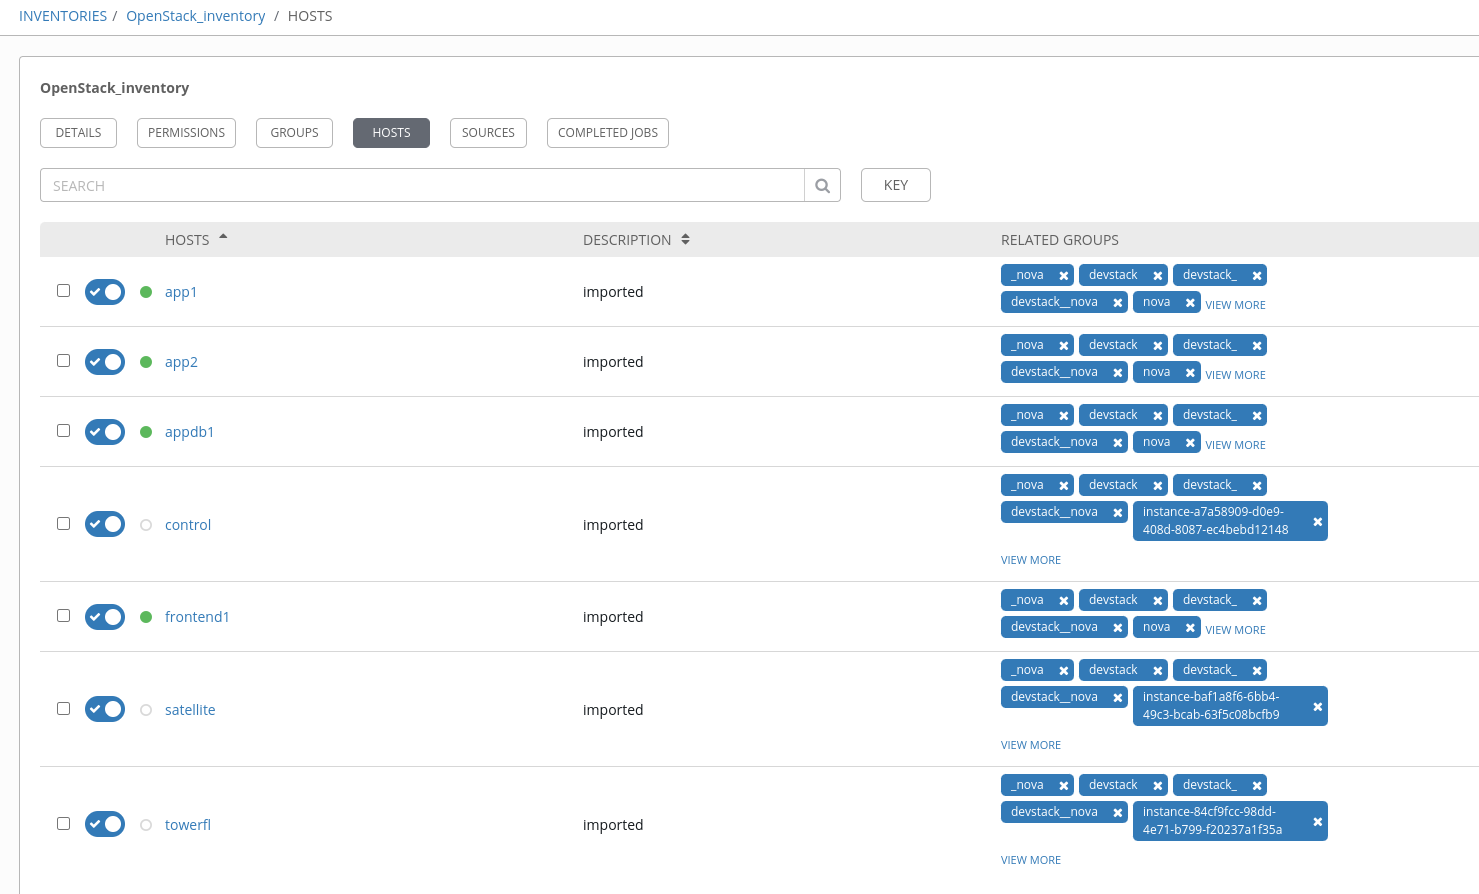 INVENTORIES / OpenStack_inventory / HOSTS
OpenStack_inventory
DETAILS PERMISSIONS GROUPS HOSTS SOURCES COMPLETED JOBS
SEARCH KEY
HOSTS DESCRIPTION RELATED GROUPS
app1 imported _nova devstack devstack_
devstack__nova nova VIEW MORE
app2 imported _nova devstack devstack_
devstack__nova nova VIEW MORE
appdb1 imported _nova devstack devstack_
devstack__nova nova VIEW MORE
control imported _nova devstack devstack_
devstack__nova instance-a7a58909-d0e9-
408d-8087-ec4bebd12148
VIEW MORE
frontend1 imported _nova devstack devstack_
devstack__nova nova VIEW MORE
satellite imported _nova devstack devstack_
devstack__nova instance-baf1a8f6-6bb4-
49c3-bcab-63f5c08bcfb9
VIEW MORE
towerfl imported _nova devstack devstack_
devstack__nova instance-84cf9fcc-98dd-
4e71-b799-f20237a1f35a
VIEW MORE